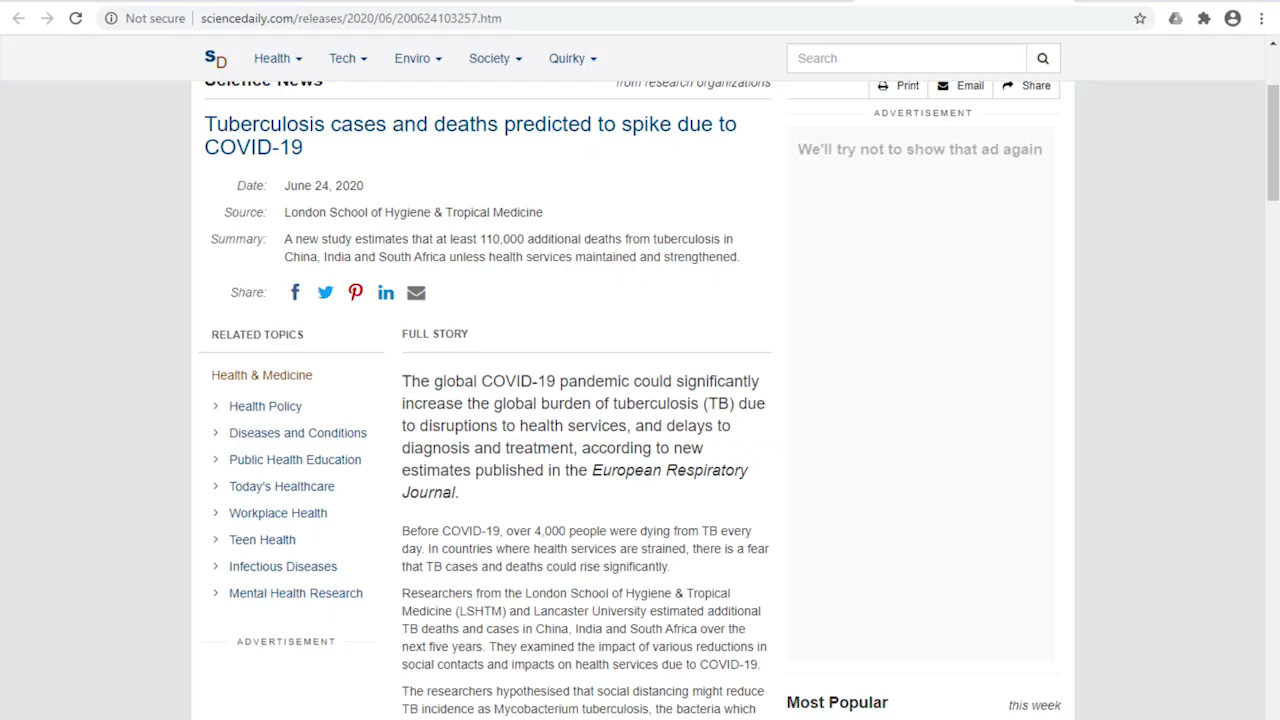 Not secure
sciencedaily.com/releases/2020/06/200624103257.htm
SD
Health
Tech
Enviro
Society
Quirky
Search
Science News
from research organizations
Print
Email
Share
Tuberculosis cases and deaths predicted to spike due to
COVID-19
Date: June 24, 2020
Source: London School of Hygiene & Tropical Medicine
Summary: A new study estimates that at least 110,000 additional deaths from tuberculosis in
China, India and South Africa unless health services maintained and strengthened.
Share:
RELATED TOPICS
Health & Medicine
Health Policy
Diseases and Conditions
Public Health Education
Today's Healthcare
Workplace Health
Teen Health
Infectious Diseases
Mental Health Research
ADVERTISEMENT
FULL STORY
The global COVID-19 pandemic could significantly
increase the global burden of tuberculosis (TB) due
to disruptions to health services, and delays to
diagnosis and treatment, according to new
estimates published in the European Respiratory
Journal.
Before COVID-19, over 4,000 people were dying from TB every
day. In countries where health services are strained, there is a fear
that TB cases and deaths could rise significantly.
Researchers from the London School of Hygiene & Tropical
Medicine (LSHTM) and Lancaster University estimated additional
TB deaths and cases in China, India and South Africa over the
next five years. They examined the impact of various reductions in
social contacts and impacts on health services due to COVID-19.
The researchers hypothesised that social distancing might reduce
TB incidence as Mycobacterium tuberculosis, the bacteria which
ADVERTISEMENT
We'll try not to show that ad again
Most Popular
this week